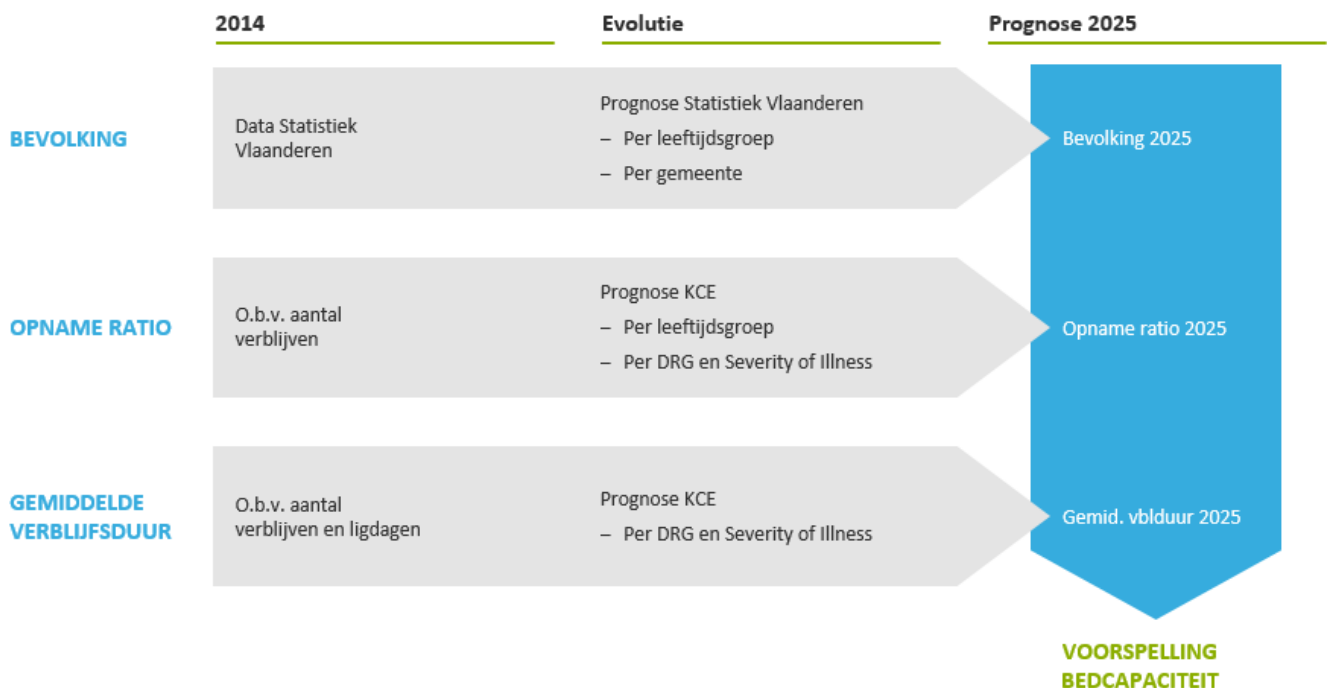 2014
Evolutie
Prognose 2025
BEVOLKING
Data Statistiek
Vlaanderen
Prognose Statistiek Vlaanderen
– Per leeftijdsgroep
– Per gemeente
Bevolking 2025
OPNAME RATIO
O.b.v. aantal
verblijven
Prognose KCE
– Per leeftijdsgroep
– Per DRG en Severity of Illness
Opname ratio 2025
GEMIDDELDE
VERBLIJFSDUUR
O.b.v. aantal
verblijven en ligdagen
Prognose KCE
– Per DRG en Severity of Illness
Gemid. vblduur 2025
VOORSPELLING
BEDCAPACITEIT